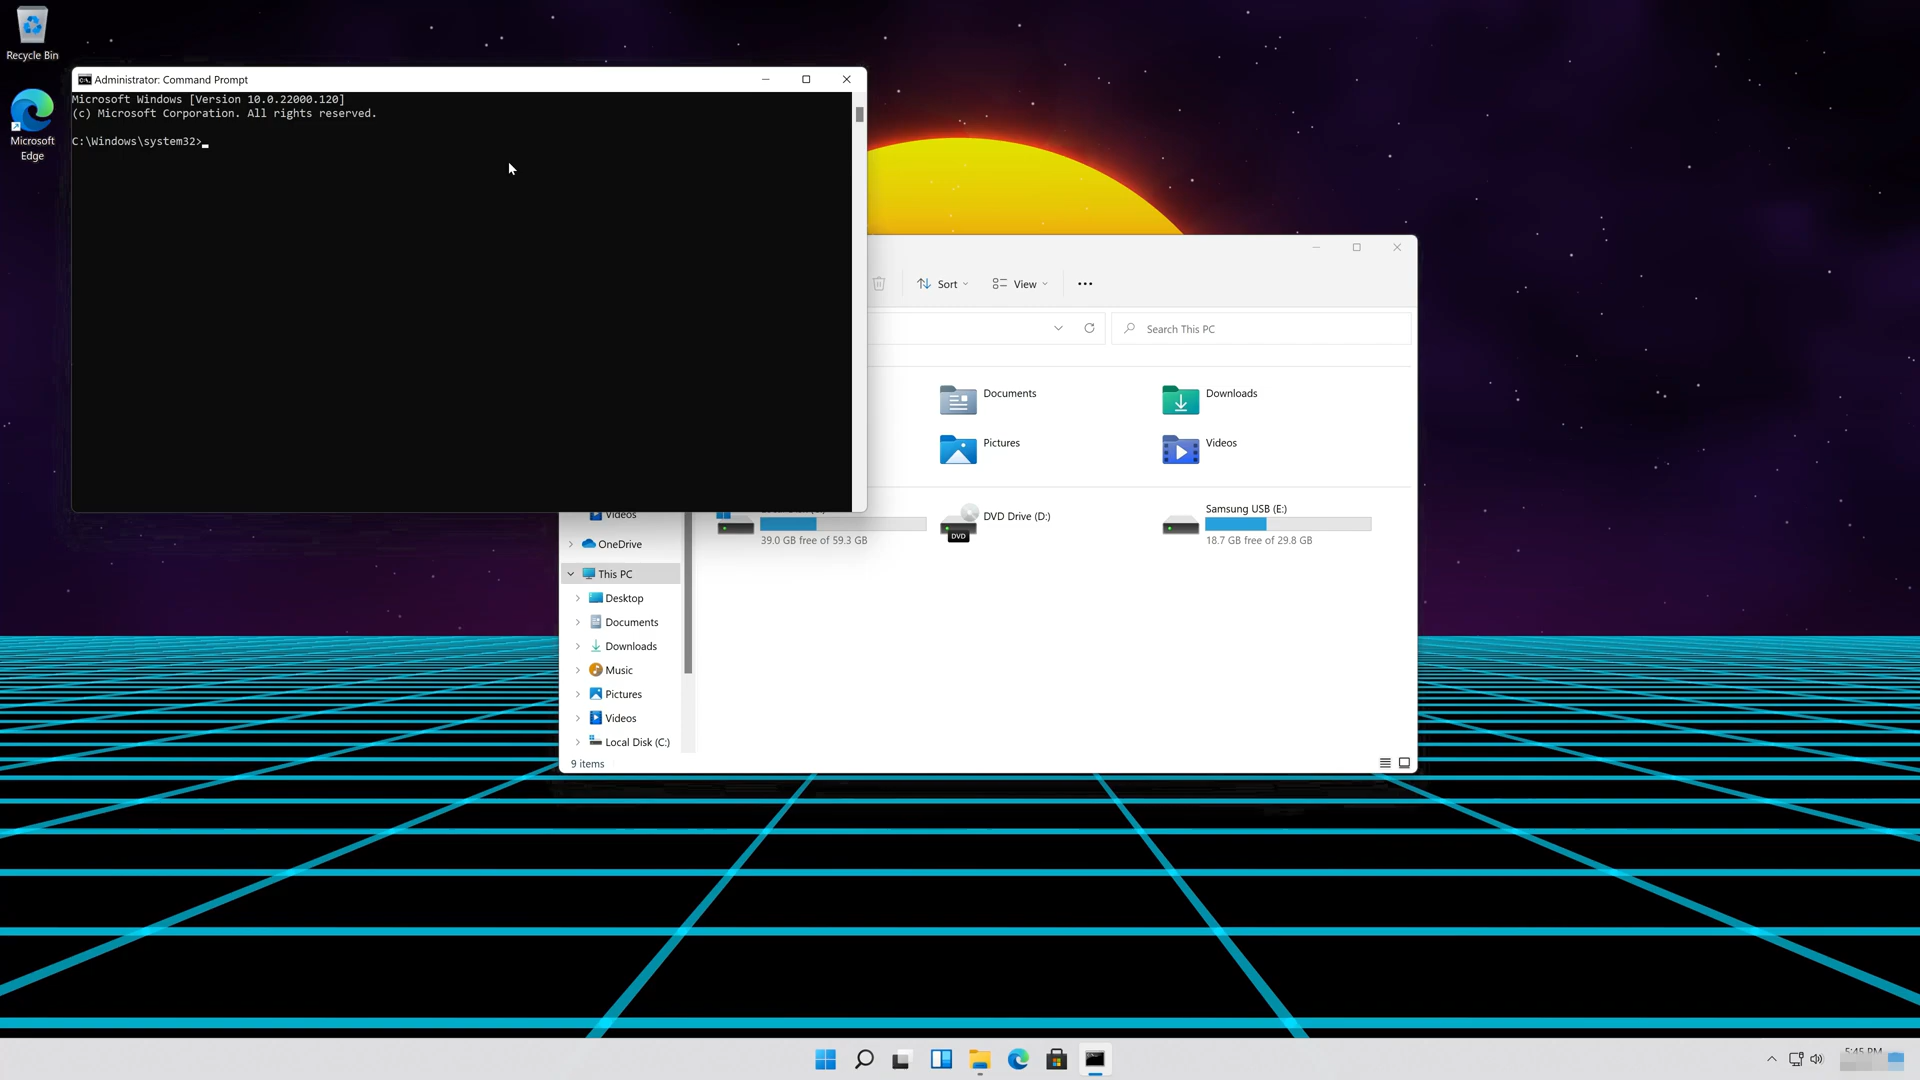 Recycle Bin
Microsoft
Edge
Administrator: Command Prompt
Microsoft Windows [Version 10.0.22000.120]
(c) Microsoft Corporation. All rights reserved.
C:\Windows\system32>
Sort
View
Search This PC
Documents
Downloads
Pictures
Videos
DVD Drive (D:)
DVD
Samsung USB (E:)
39.0 GB free of 59.3 GB
18.7 GB free of 29.8 GB
Videos
OneDrive
This PC
Desktop
Documents
Downloads
Music
Pictures
Videos
Local Disk (C:)
9 items
5:45 PM